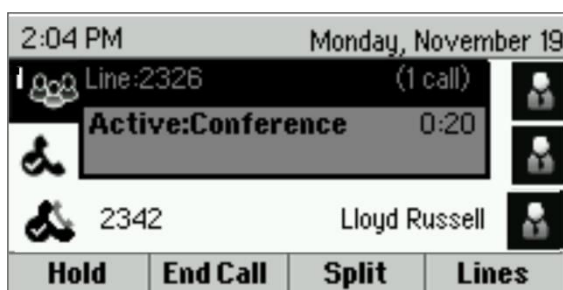 2:04 PM Monday, November 19
Line:2326 (1 call)
Active:Conference 0:20
2342 Lloyd Russell
Hold End Call Split Lines